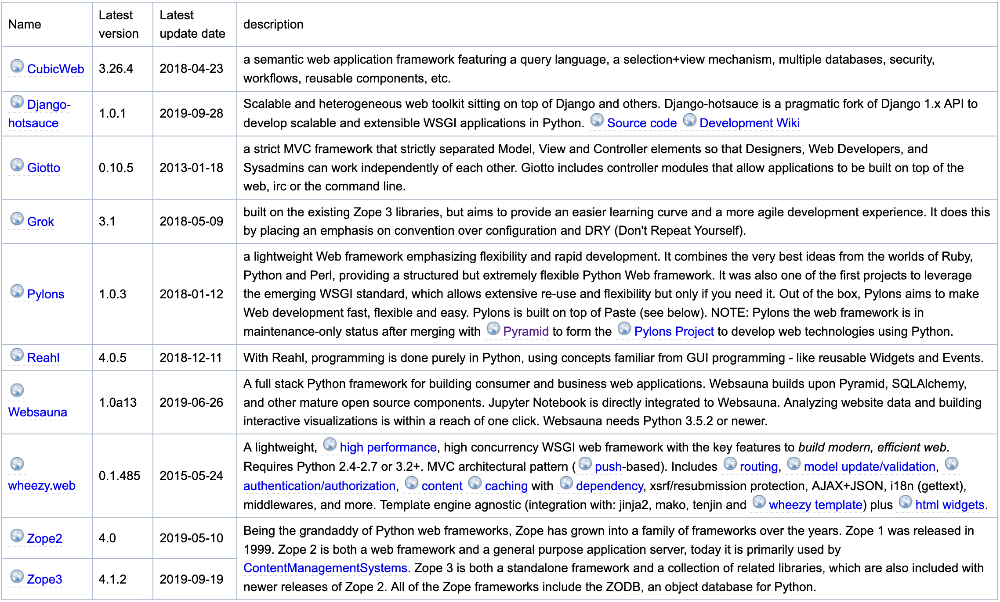 Name
Latest
version
Latest
update date
description
CubicWeb
3.26.4
2018-04-23
a semantic web application framework featuring a query language, a selection+view mechanism, multiple databases, security,
workflows, reusable components, etc.
Django-
hotsauce
1.0.1
2019-09-28
Scalable and heterogeneous web toolkit sitting on top of Django and others. Django-hotsauce is a pragmatic fork of Django 1.x API to
develop scalable and extensible WSGI applications in Python. Source code Development Wiki
Giotto
0.10.5
2013-01-18
a strict MVC framework that strictly separated Model, View and Controller elements so that Designers, Web Developers, and
Sysadmins can work independently of each other. Giotto includes controller modules that allow applications to be built on top of the
web, irc or the command line.
Grok
3.1
2018-05-09
built on the existing Zope 3 libraries, but aims to provide an easier learning curve and a more agile development experience. It does this
by placing an emphasis on convention over configuration and DRY (Don't Repeat Yourself).
Pylons
1.0.3
2018-01-12
a lightweight Web framework emphasizing flexibility and rapid development. It combines the very best ideas from the worlds of Ruby,
Python and Perl, providing a structured but extremely flexible Python Web framework. It was also one of the first projects to leverage
the emerging WSGI standard, which allows extensive re-use and flexibility but only if you need it. Out of the box, Pylons aims to make
Web development fast, flexible and easy. Pylons is built on top of Paste (see below). NOTE: Pylons the web framework is in
maintenance-only status after merging with Pyramid to form the Pylons Project to develop web technologies using Python.
Reahl
4.0.5
2018-12-11
With Reahl, programming is done purely in Python, using concepts familiar from GUI programming - like reusable Widgets and Events.
Websauna
1.0a13
2019-06-26
A full stack Python framework for building consumer and business web applications. Websauna builds upon Pyramid, SQLAlchemy,
and other mature open source components. Jupyter Notebook is directly integrated to Websauna. Analyzing website data and building
interactive visualizations is within a reach of one click. Websauna needs Python 3.5.2 or newer.
wheezy.web
0.1.485
2015-05-24
A lightweight, high performance, high concurrency WSGI web framework with the key features to build modern, efficient web.
Requires Python 2.4-2.7 or 3.2+. MVC architectural pattern (push-based). Includes routing, model update/validation,
authentication/authorization, content caching with dependency, xsrf/resubmission protection, AJAX+JSON, i18n (gettext),
middlewares, and more. Template engine agnostic (integration with: jinja2, mako, tenjin and wheezy template) plus html widgets.
Zope2
4.0
2019-05-10
Being the grandaddy of Python web frameworks, Zope has grown into a family of frameworks over the years. Zope 1 was released in
1999. Zope 2 is both a web framework and a general purpose application server, today it is primarily used by
ContentManagementSystems. Zope 3 is both a standalone framework and a collection of related libraries, which are also included with
newer releases of Zope 2. All of the Zope frameworks include the ZODB, an object database for Python.
Zope3
4.1.2
2019-09-19